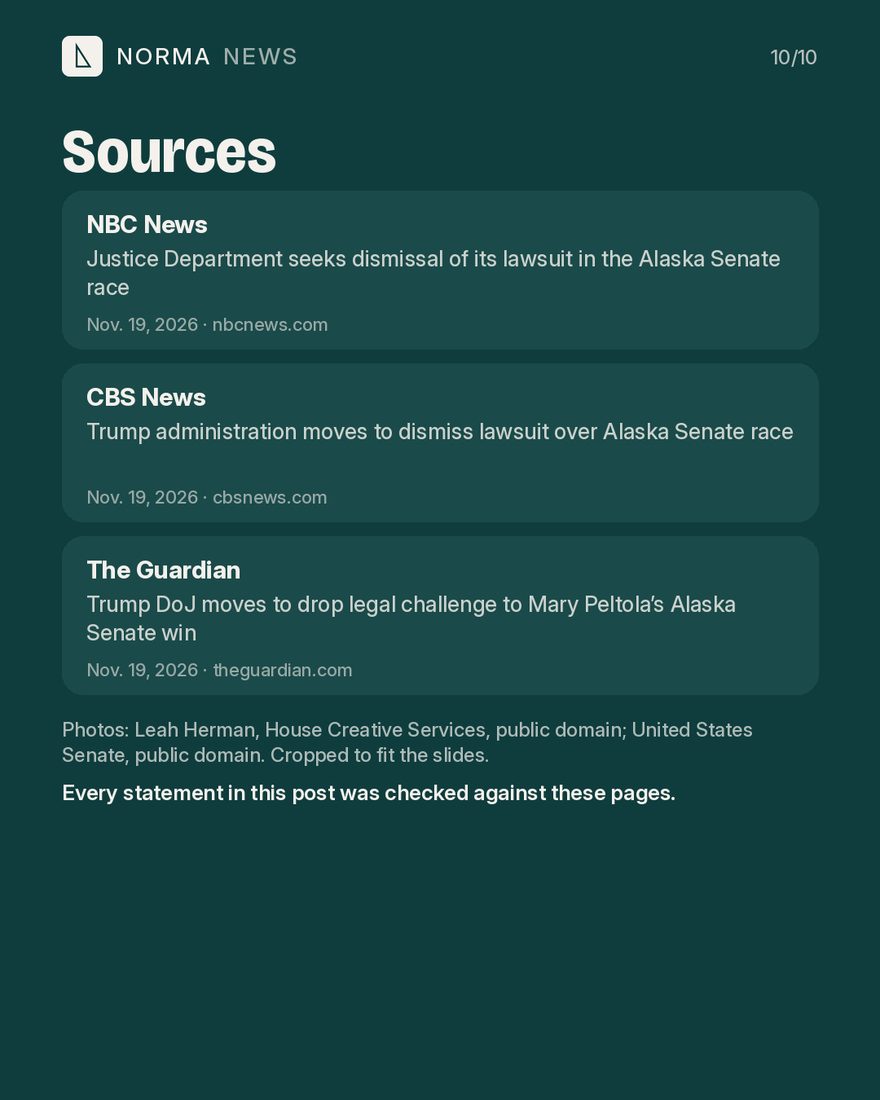 NORMA NEWS
10/10
Sources
NBC News
Justice Department seeks dismissal of its lawsuit in the Alaska Senate
race
Nov. 19, 2026 · nbcnews.com
CBS News
Trump administration moves to dismiss lawsuit over Alaska Senate race
Nov. 19, 2026 · cbsnews.com
The Guardian
Trump DoJ moves to drop legal challenge to Mary Peltola’s Alaska
Senate win
Nov. 19, 2026 · theguardian.com
Photos: Leah Herman, House Creative Services, public domain; United States
Senate, public domain. Cropped to fit the slides.
Every statement in this post was checked against these pages.